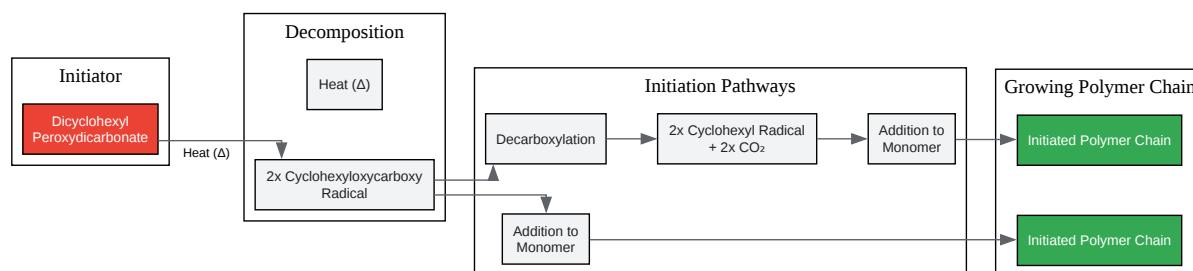 Initiator
Dicyclohexyl
Peroxydicarbonate
Heat (Δ)
Decomposition
Heat (Δ)
2x Cyclohexyloxycarboxy
Radical
Initiation Pathways
Decarboxylation
2x Cyclohexyl Radical
+ 2x CO₂
Addition to
Monomer
Addition to
Monomer
Growing Polymer Chain
Initiated Polymer Chain
Initiated Polymer Chain